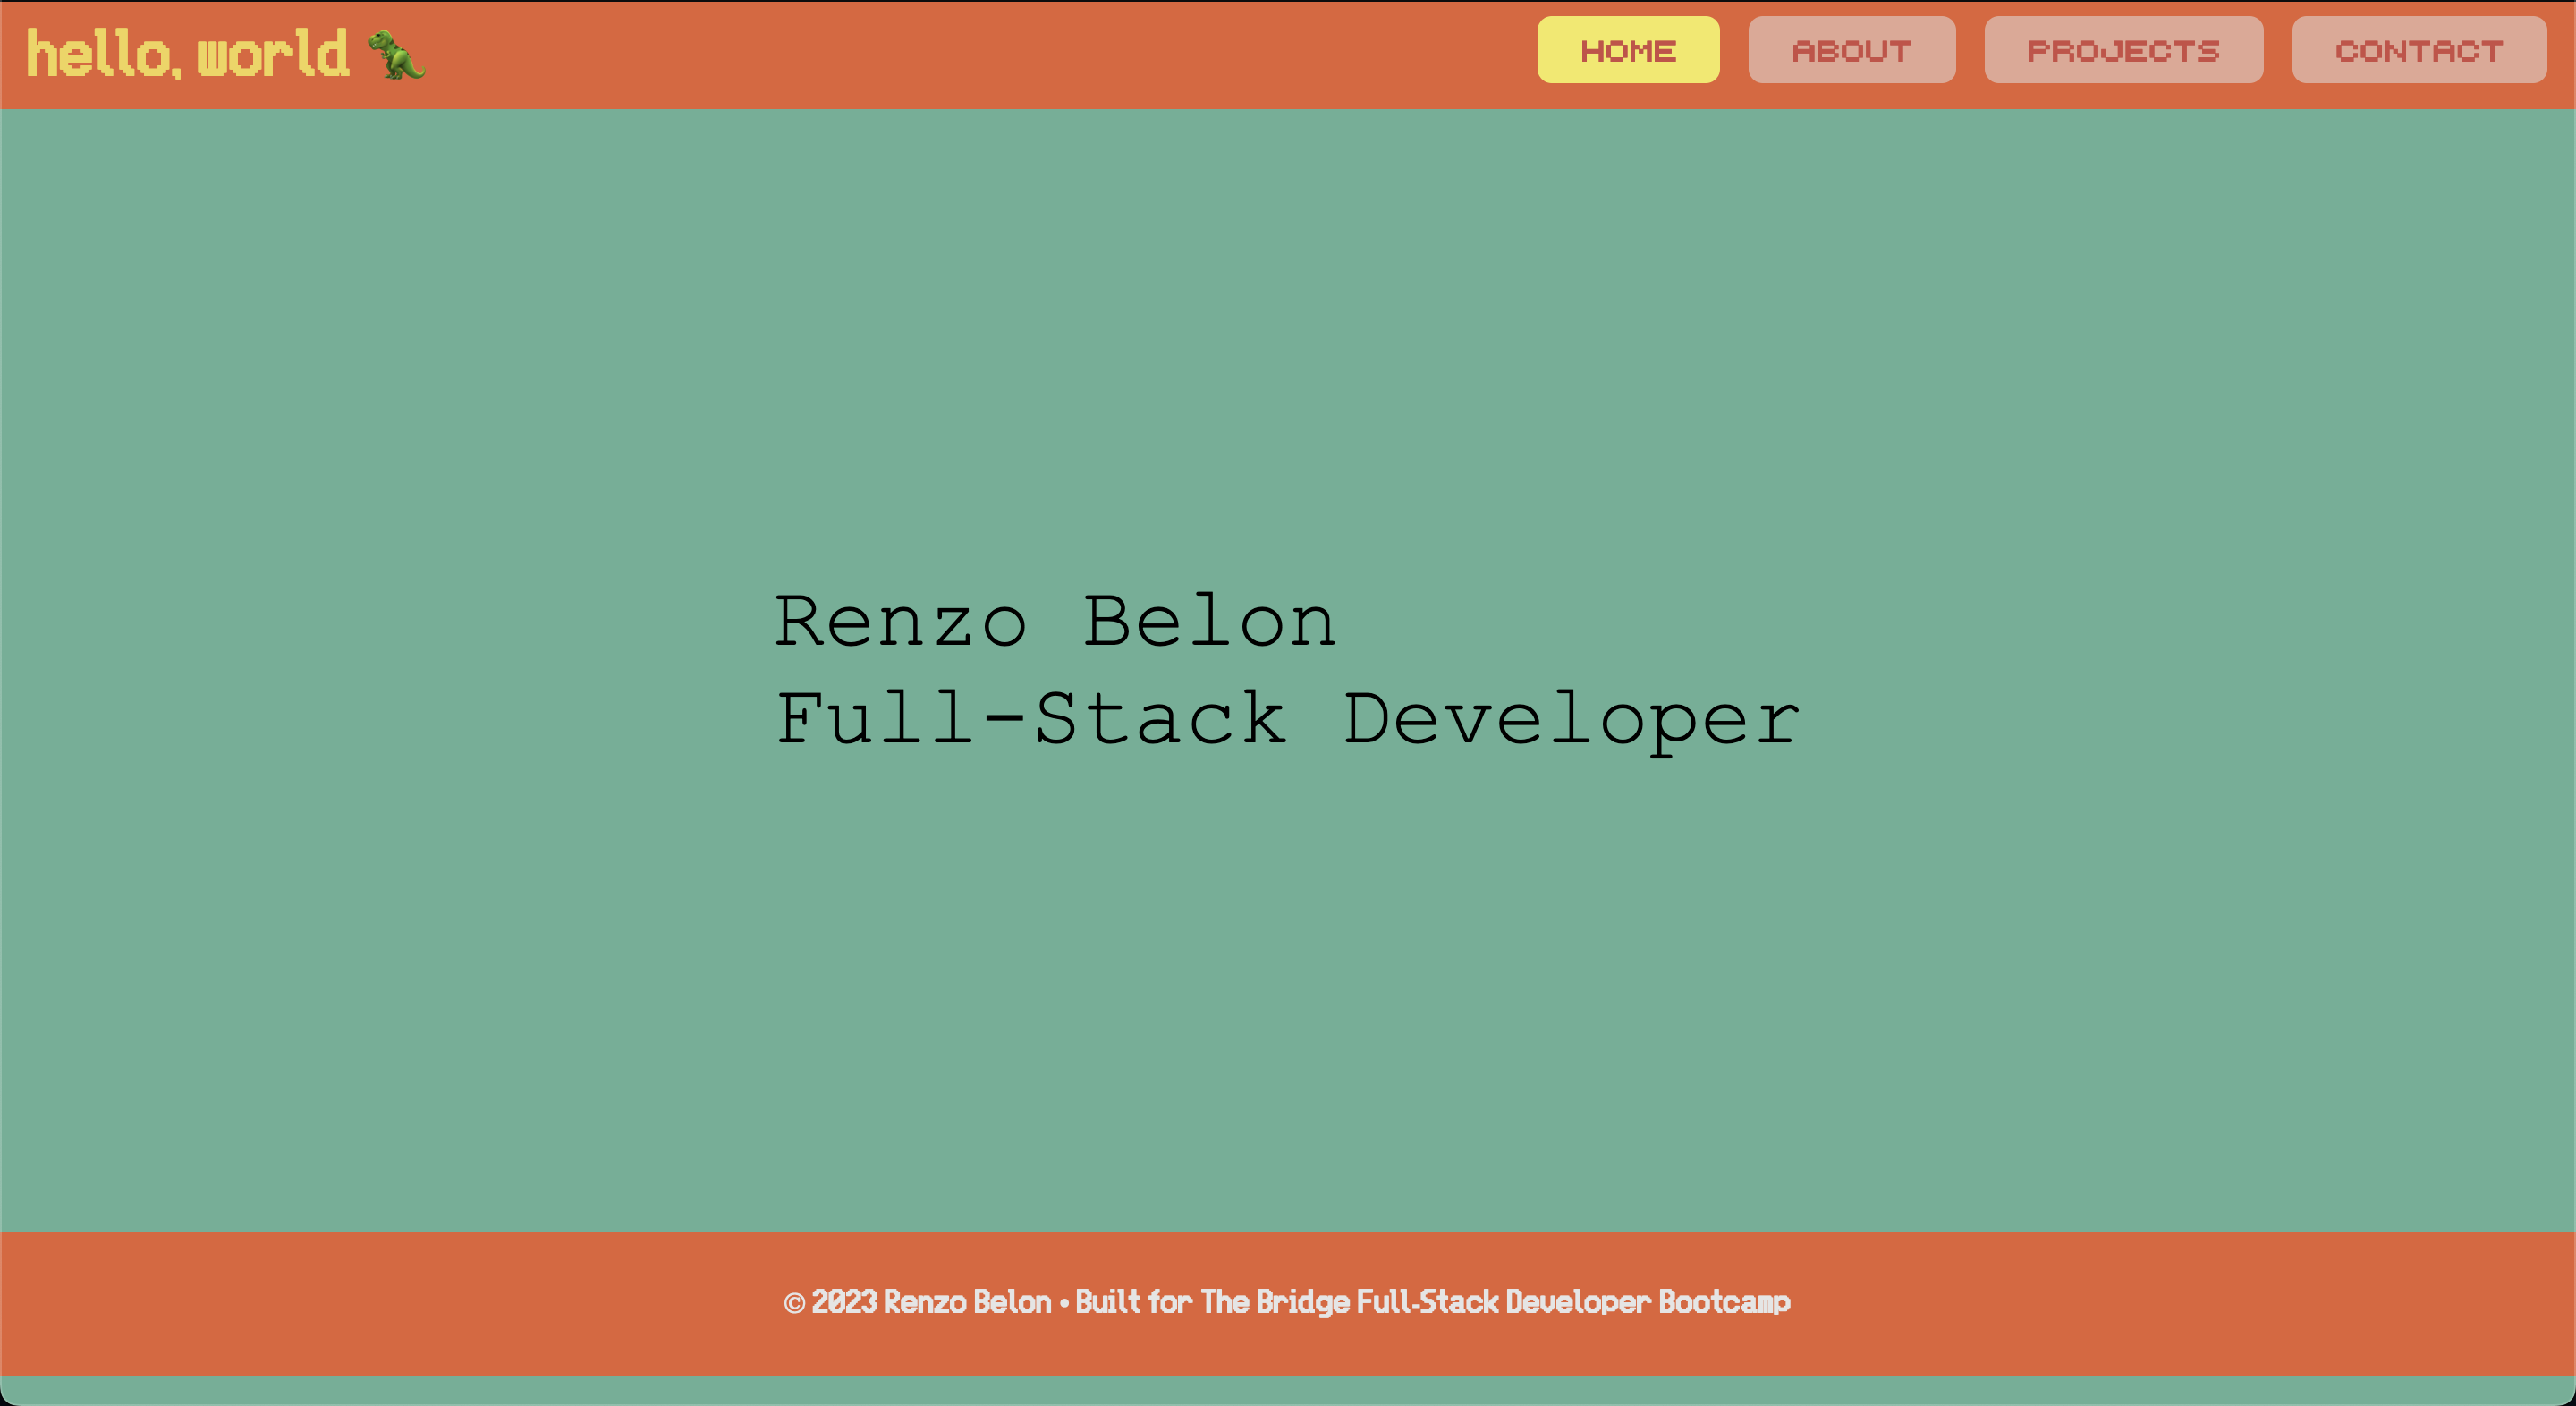 hello, world 🦖
HOME ABOUT PROJECTS CONTACT
Renzo Belon
Full-Stack Developer
© 2023 Renzo Belon • Built for The Bridge Full-Stack Developer Bootcamp